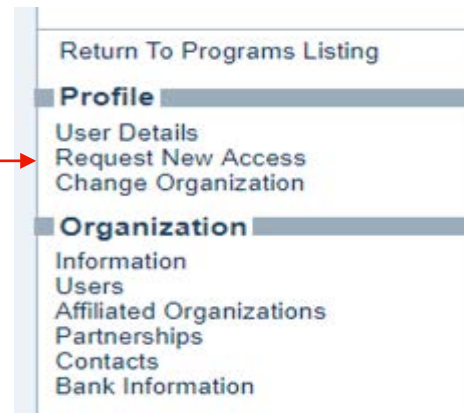 Return To Programs Listing
Profile
User Details
Request New Access
Change Organization
Organization
Information
Users
Affiliated Organizations
Partnerships
Contacts
Bank Information